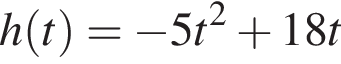 h(t) = −5t² + 18t